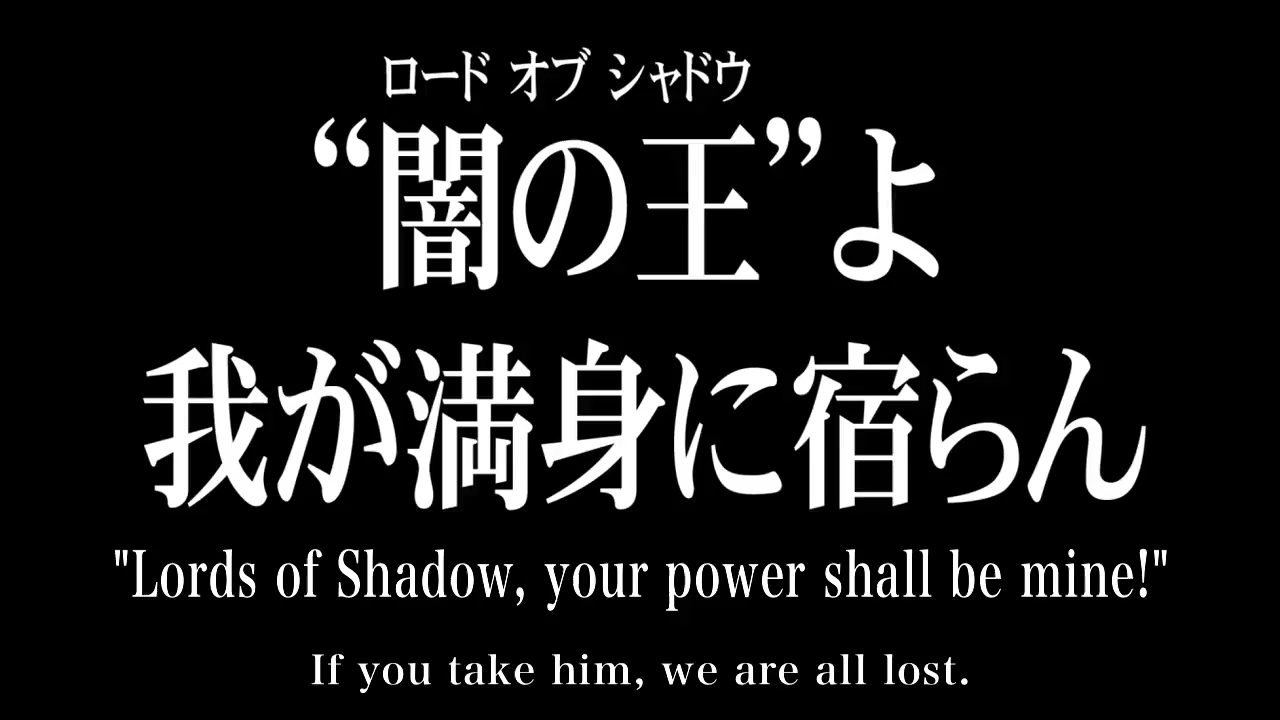 ロード オブ シャドウ
“闇の王”よ
我が満身に宿らん
"Lords of Shadow, your power shall be mine!"
If you take him, we are all lost.